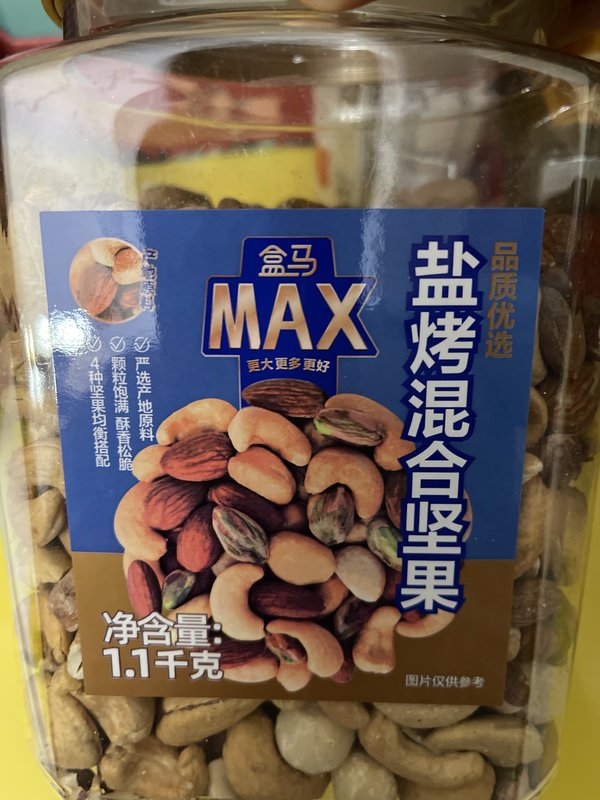 盒马
MAX
更大更多更好
品质优选
盐烤混合坚果
严选产地原料
颗粒饱满 酥香松脆
4种坚果均衡搭配
净含量:
1.1千克
图片仅供参考